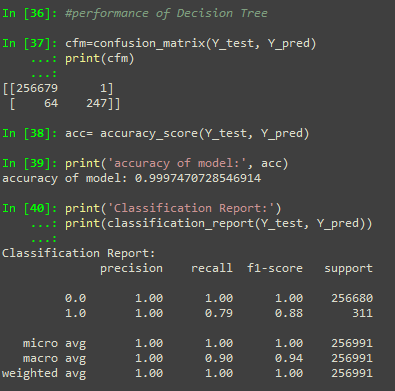 In [36]: #performance of Decision Tree
In [37]: cfm=confusion_matrix(Y_test, Y_pred)
...: print(cfm)
...:
[[256679      1]
[    64    247]]
In [38]: acc= accuracy_score(Y_test, Y_pred)
In [39]: print('accuracy of model:', acc)
accuracy of model: 0.9997470728546914
In [40]: print('Classification Report:')
...: print(classification_report(Y_test, Y_pred))
...:
Classification Report:
precision    recall  f1-score   support
0.0       1.00      1.00      1.00    256680
1.0       1.00      0.79      0.88       311
micro avg       1.00      1.00      1.00    256991
macro avg       1.00      0.90      0.94    256991
weighted avg       1.00      1.00      1.00    256991